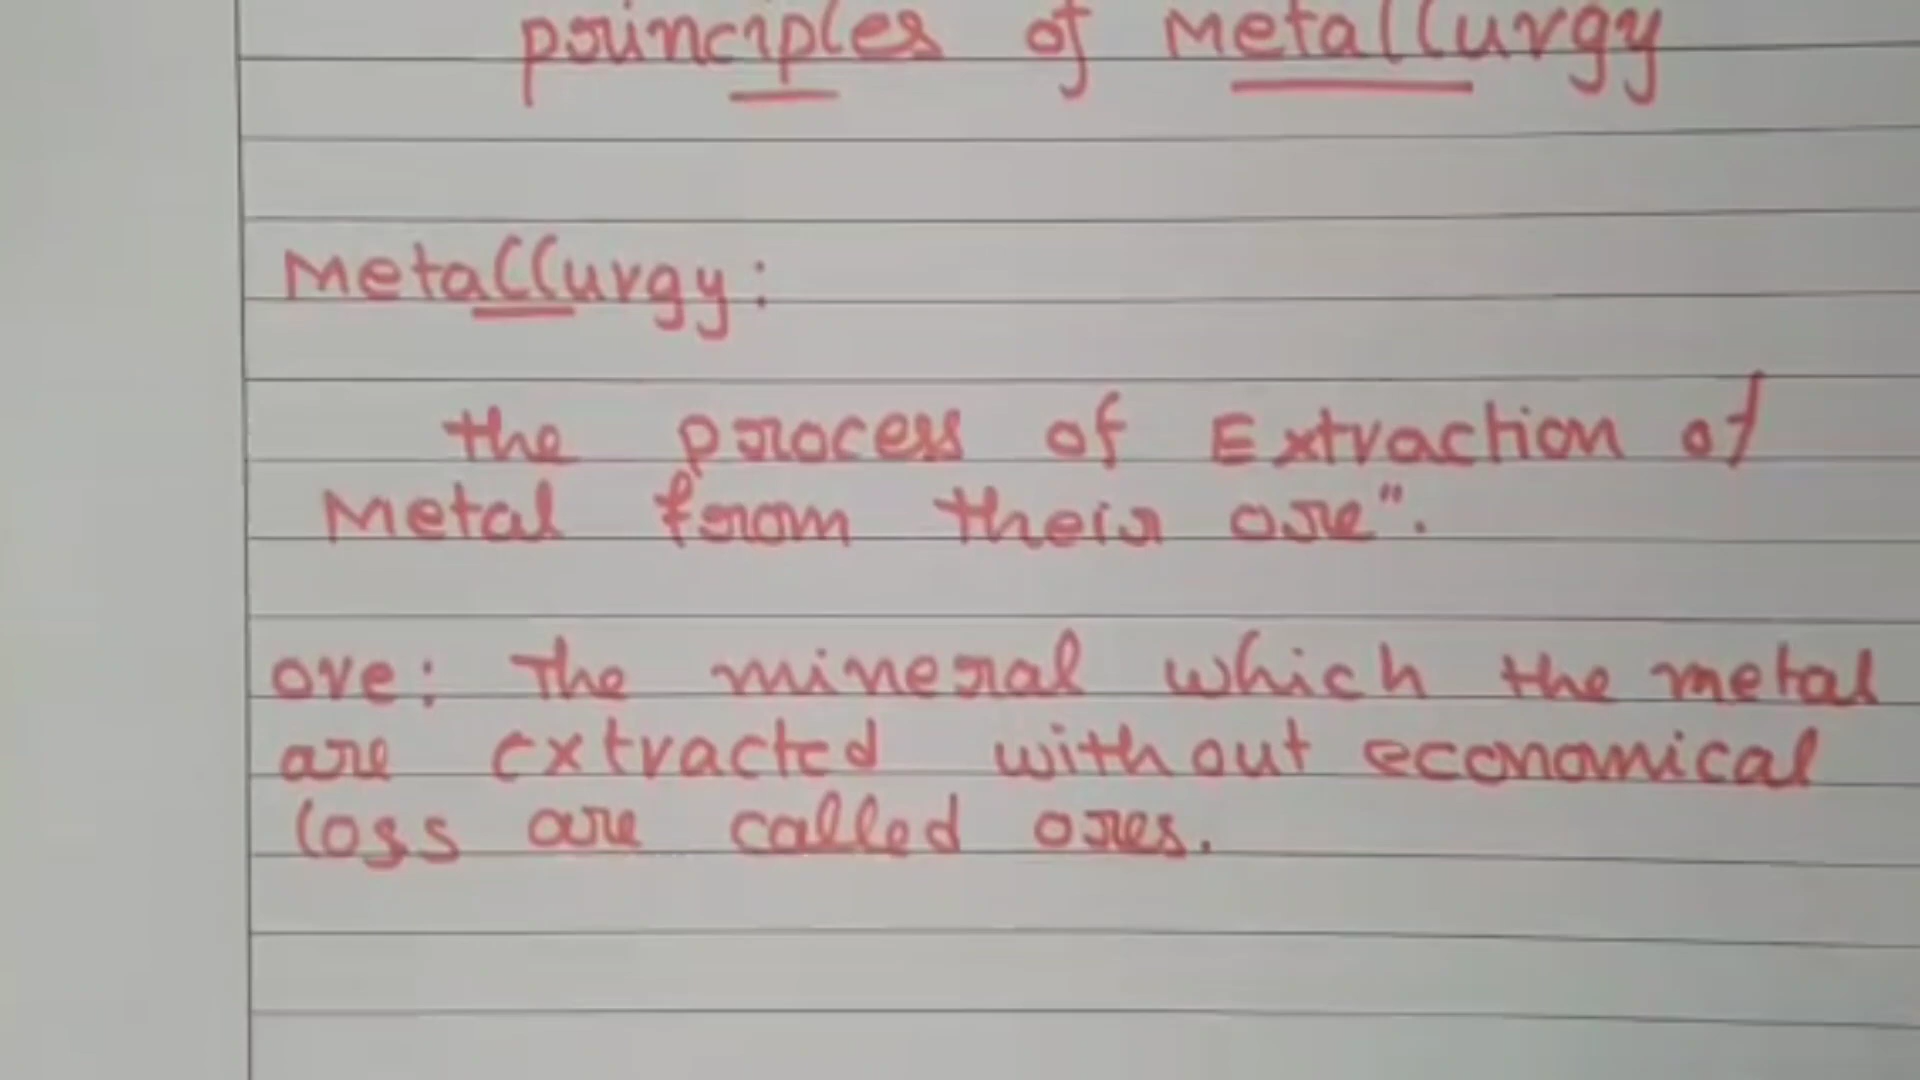 principles of Metallurgy
Metallurgy:
the process of Extraction of
Metal from their ore".
ore: The mineral which the metal
are extracted without economical
loss are called ores.